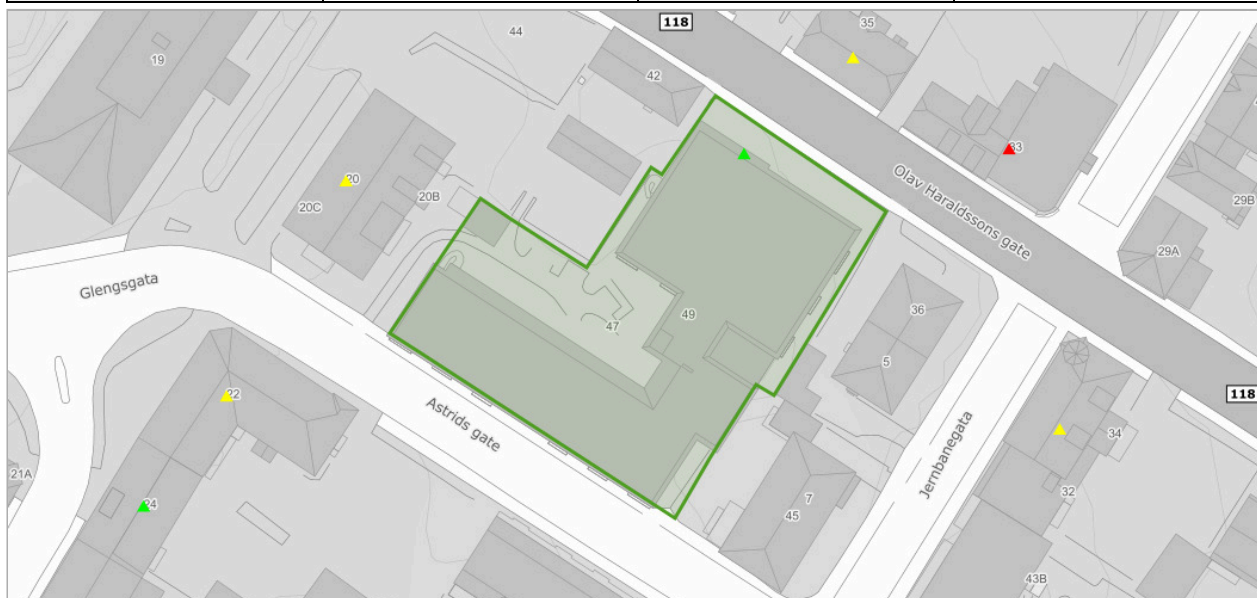 118
35
44
19
42
33
20
20B
29B
20C
Olav Haraldssons gate
29A
Glengsgata
36
49
47
5
118
22
Astrids gate
34
Jernbanegata
21A
32
7
24
45
43B